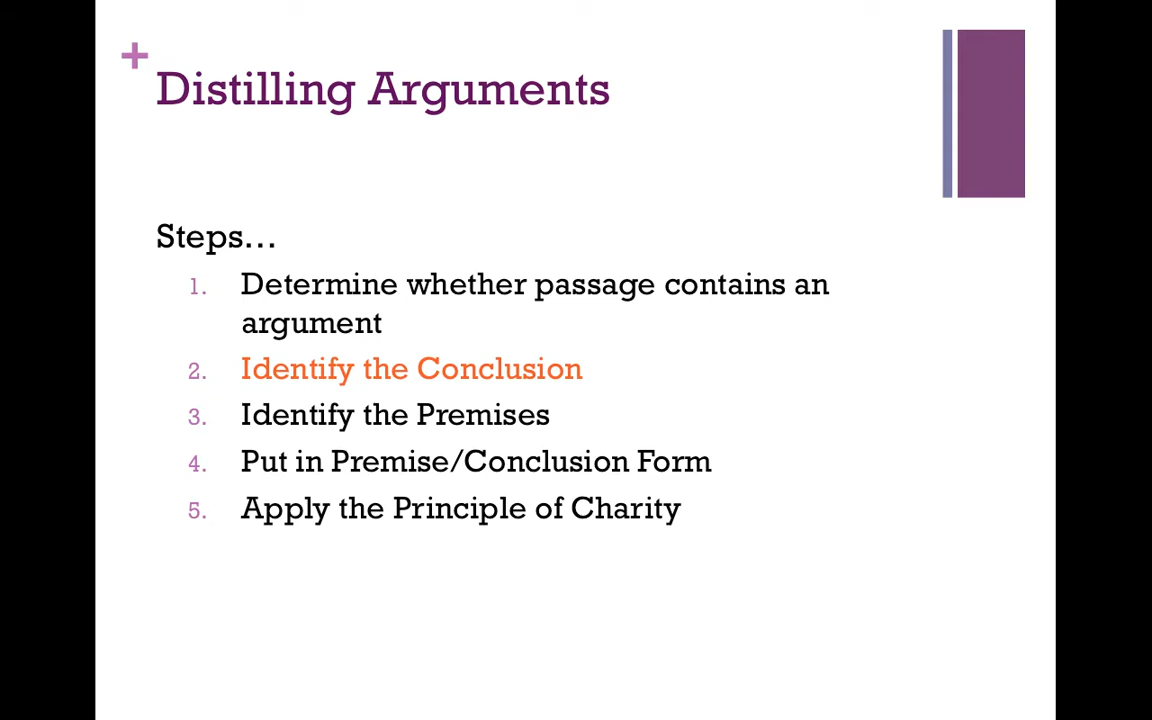 +
Distilling Arguments
Steps…
1. Determine whether passage contains an
argument
2. Identify the Conclusion
3. Identify the Premises
4. Put in Premise/Conclusion Form
5. Apply the Principle of Charity